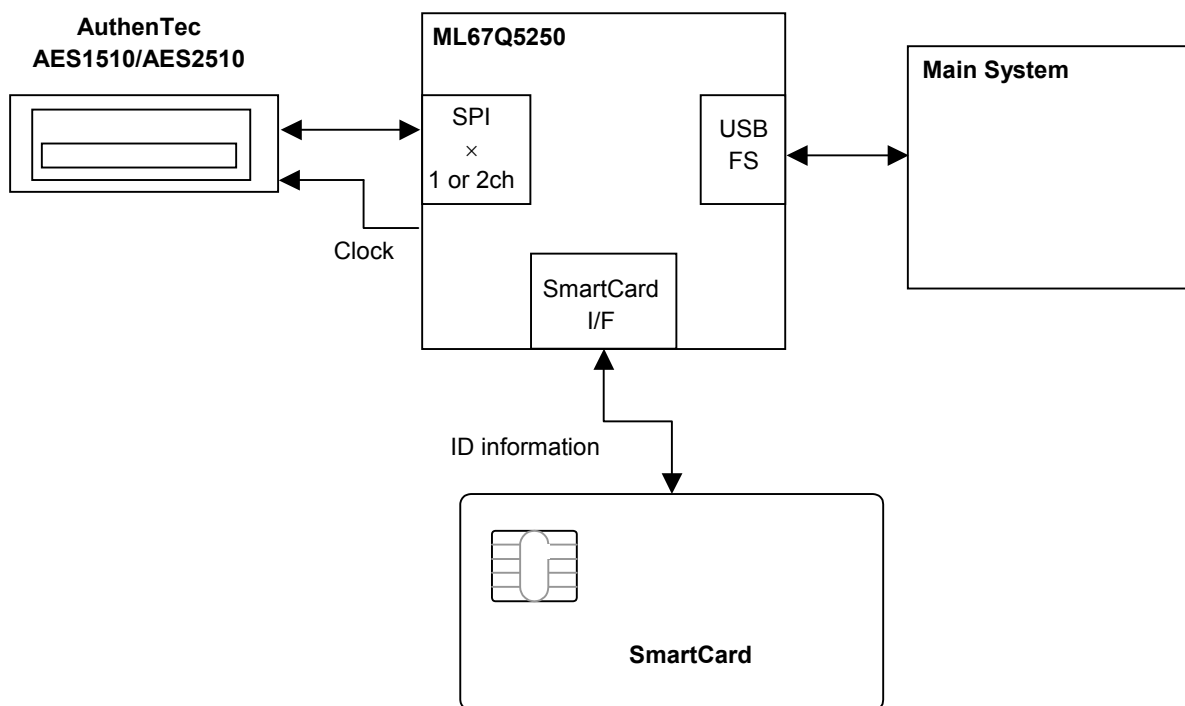 AuthenTec
AES1510/AES2510
ML67Q5250
Main System
SPI
×
1 or 2ch
USB
FS
Clock
SmartCard
I/F
ID information
SmartCard